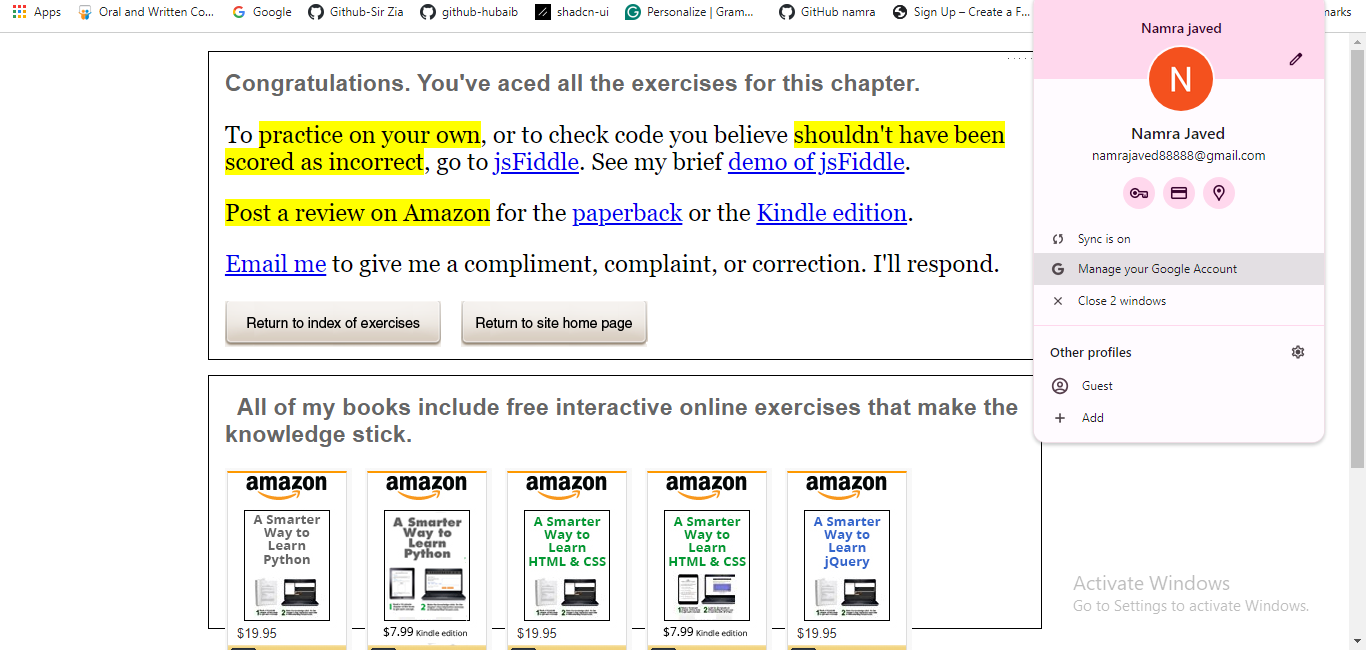 Apps Oral and Written Co... Google Github-Sir Zia github-hubaib shadcn-ui Personalize | Gram... GitHub namra Sign Up – Create a F... marks
Congratulations. You've aced all the exercises for this chapter.
To practice on your own, or to check code you believe shouldn't have been
scored as incorrect, go to jsFiddle. See my brief demo of jsFiddle.
Post a review on Amazon for the paperback or the Kindle edition.
Email me to give me a compliment, complaint, or correction. I'll respond.
Return to index of exercises Return to site home page
All of my books include free interactive online exercises that make the
knowledge stick.
amazon amazon amazon amazon amazon
A Smarter
Way to
Learn
Python
A Smarter
Way to
Learn
Python
A Smarter
Way to
Learn
HTML & CSS
A Smarter
Way to
Learn
HTML & CSS
A Smarter
Way to
Learn
jQuery
$19.95 $7.99 Kindle edition $19.95 $7.99 Kindle edition $19.95
Namra javed
N
Namra Javed
namrajaved88888@gmail.com
Sync is on
Manage your Google Account
Close 2 windows
Other profiles
Guest
Add
Activate Windows
Go to Settings to activate Windows.